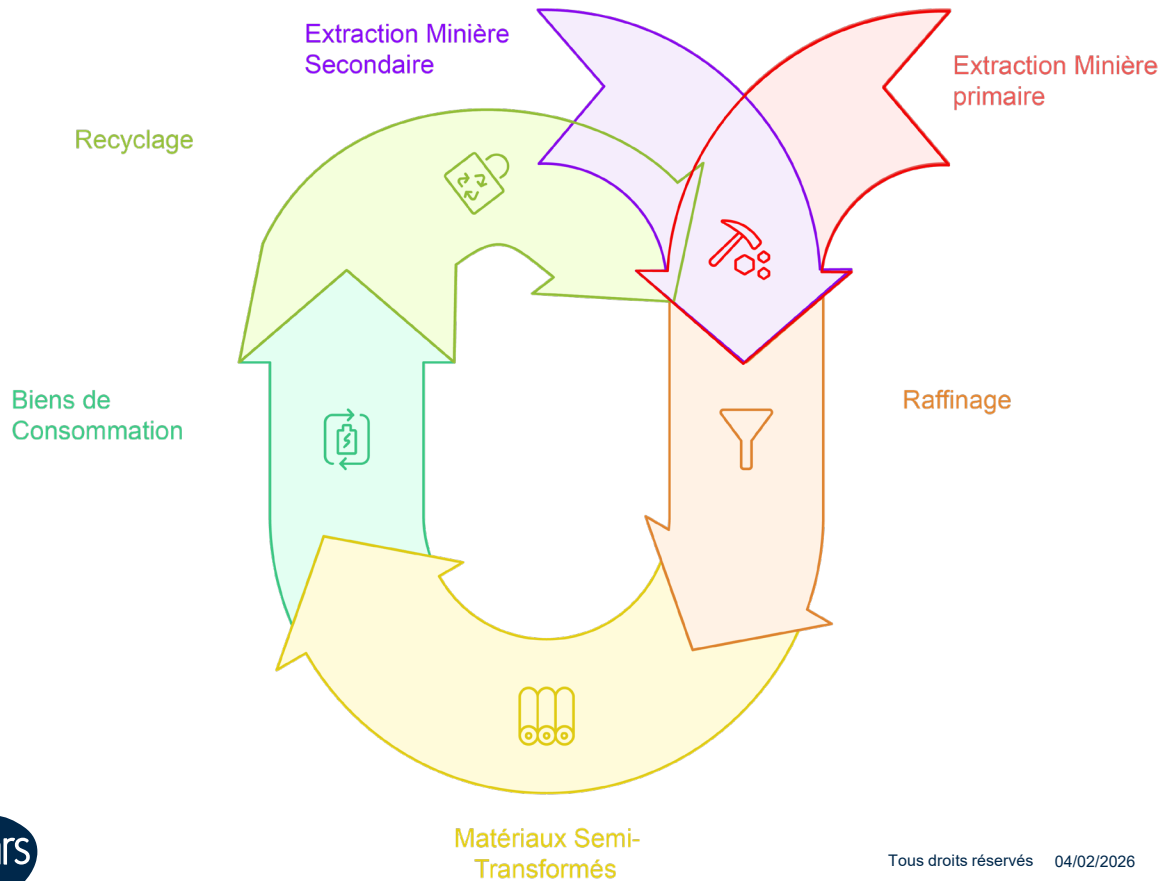 Extraction Minière
Secondaire
Extraction Minière
primaire
Recyclage
Biens de
Consommation
Raffinage
Matériaux Semi-
Transformés
rs
Tous droits réservés 04/02/2026